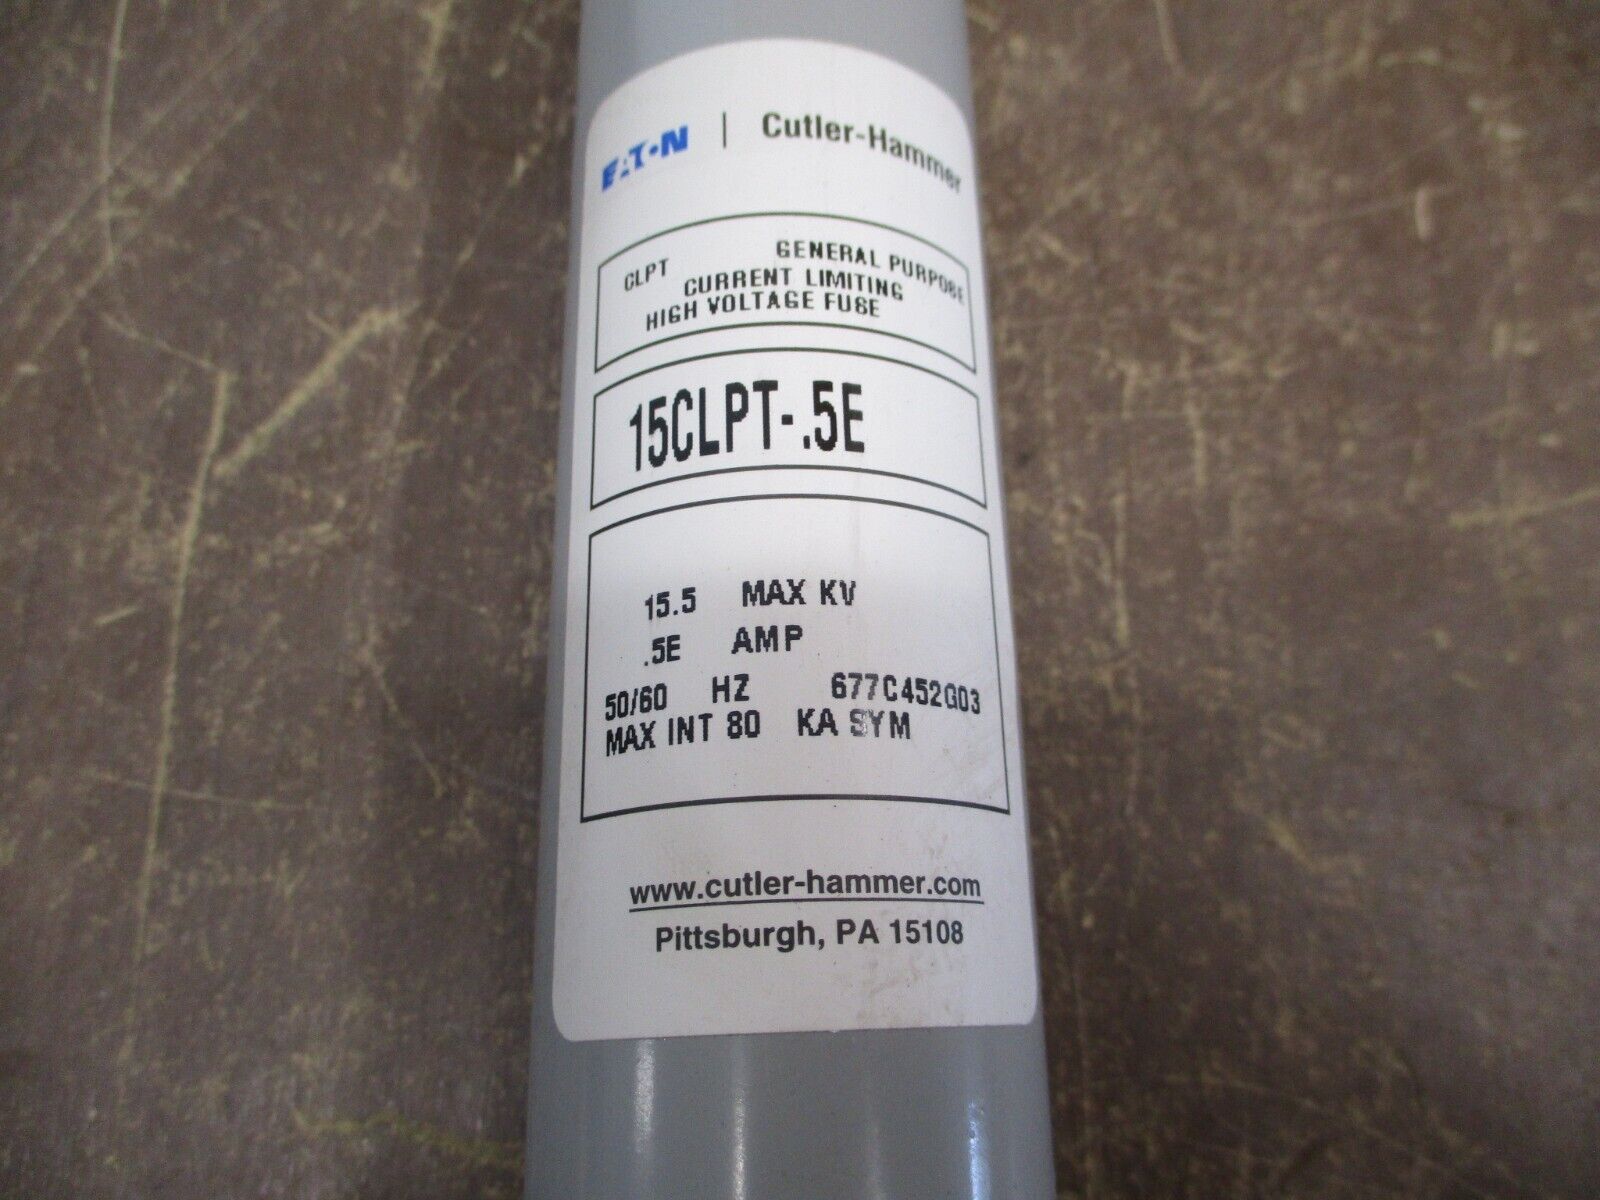 EATON | Cutler-Hammer
CLPT GENERAL PURPOSE
CURRENT LIMITING
HIGH VOLTAGE FUSE
15CLPT-.5E
15.5 MAX KV
.5E AMP
50/60 HZ 677C452G03
MAX INT 80 KA SYM
www.cutler-hammer.com
Pittsburgh, PA 15108